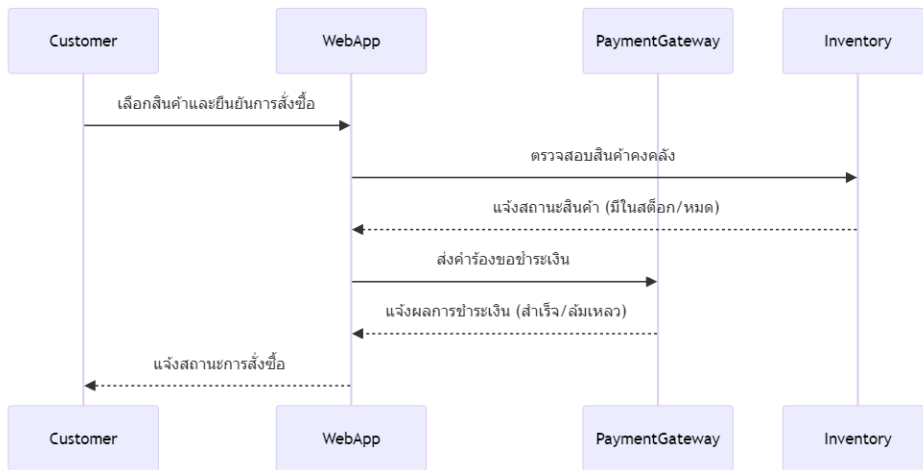 Customer
WebApp
PaymentGateway
Inventory
เลือกสินค้าและยืนยันการสั่งซื้อ
ตรวจสอบสินค้าคงคลัง
แจ้งสถานะสินค้า (มีในสต็อก/หมด)
ส่งคำร้องขอชำระเงิน
แจ้งผลการชำระเงิน (สำเร็จ/ล้มเหลว)
แจ้งสถานะการสั่งซื้อ
Customer
WebApp
PaymentGateway
Inventory